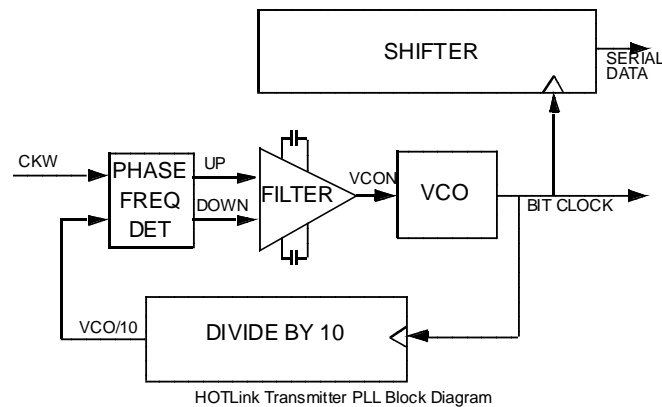 SHIFTER
SERIAL
DATA
CKW
PHASE
FREQ
DET
UP
DOWN
FILTER
VCON
VCO
BIT CLOCK
VCO/10
DIVIDE BY 10
HOTLink Transmitter PLL Block Diagram